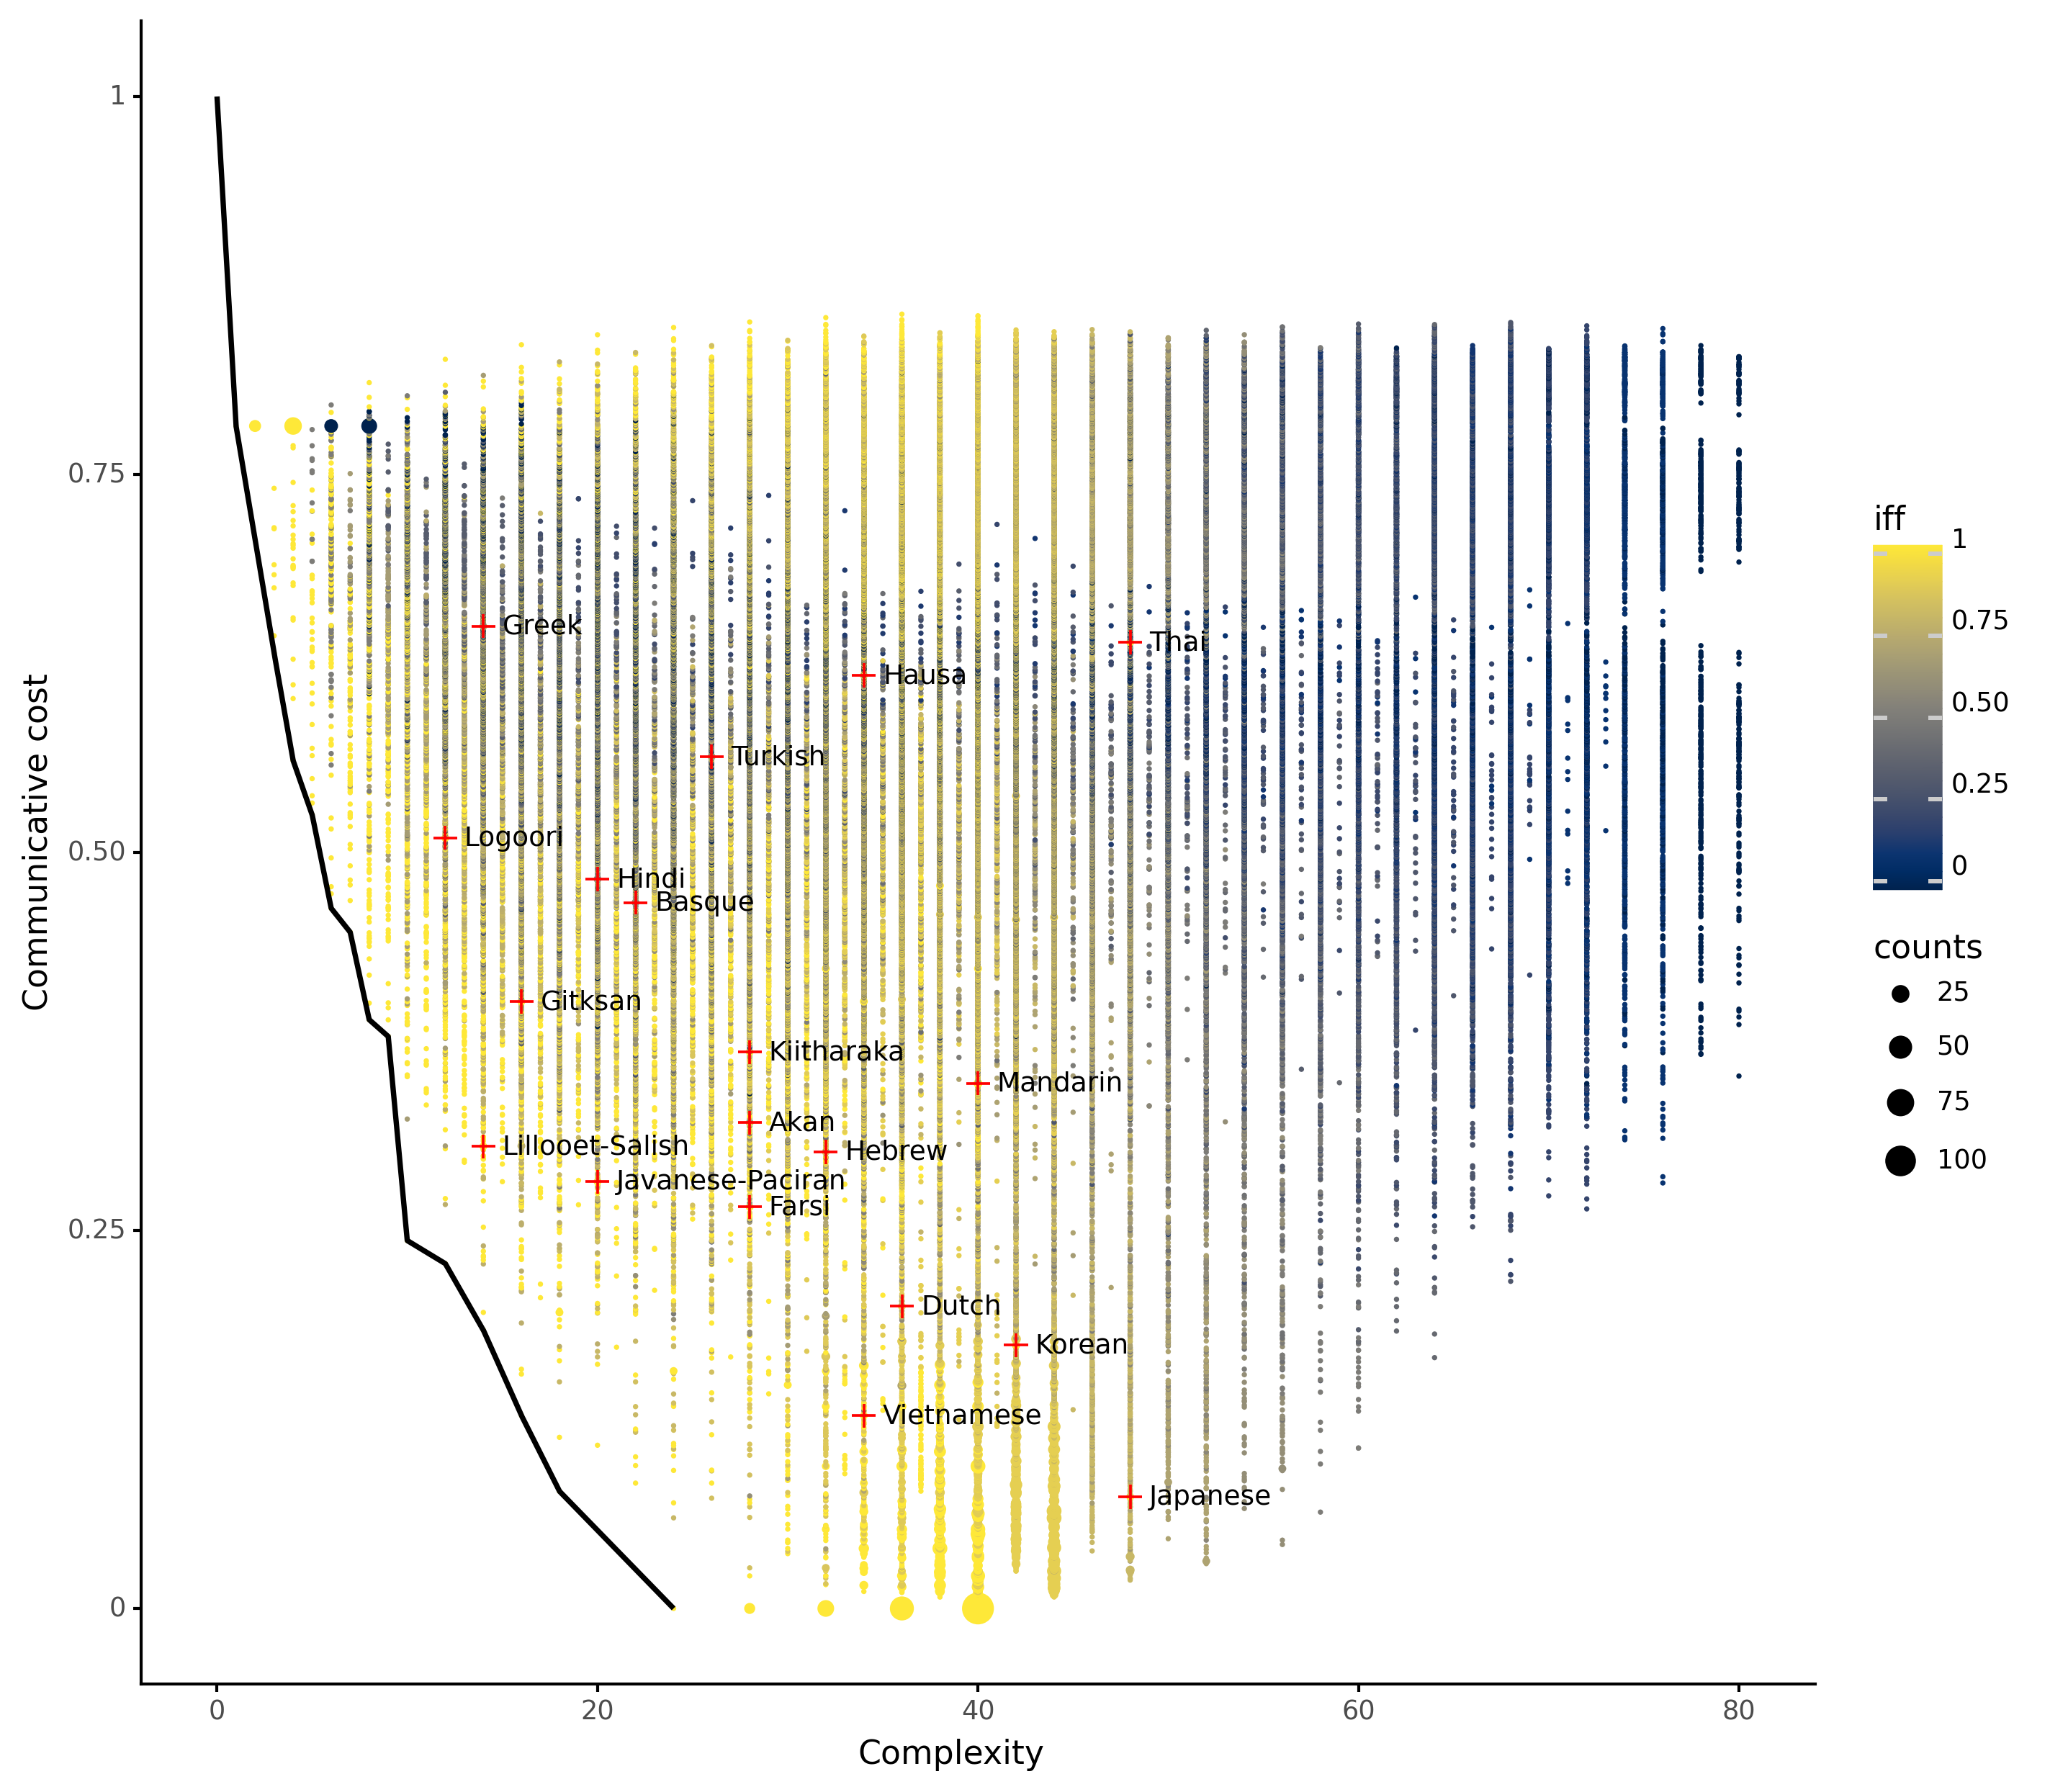 1
0.75
0.50
0.25
0
Communicative cost
0
20
40
60
80
Complexity
Greek
Thai
Hausa
Turkish
Logoori
Hindi
Basque
Gitksan
Kiitharaka
Mandarin
Akan
Lillooet-Salish
Hebrew
Javanese-Paciran
Farsi
Dutch
Korean
Vietnamese
Japanese
iff
1
0.75
0.50
0.25
0
counts
25
50
75
100